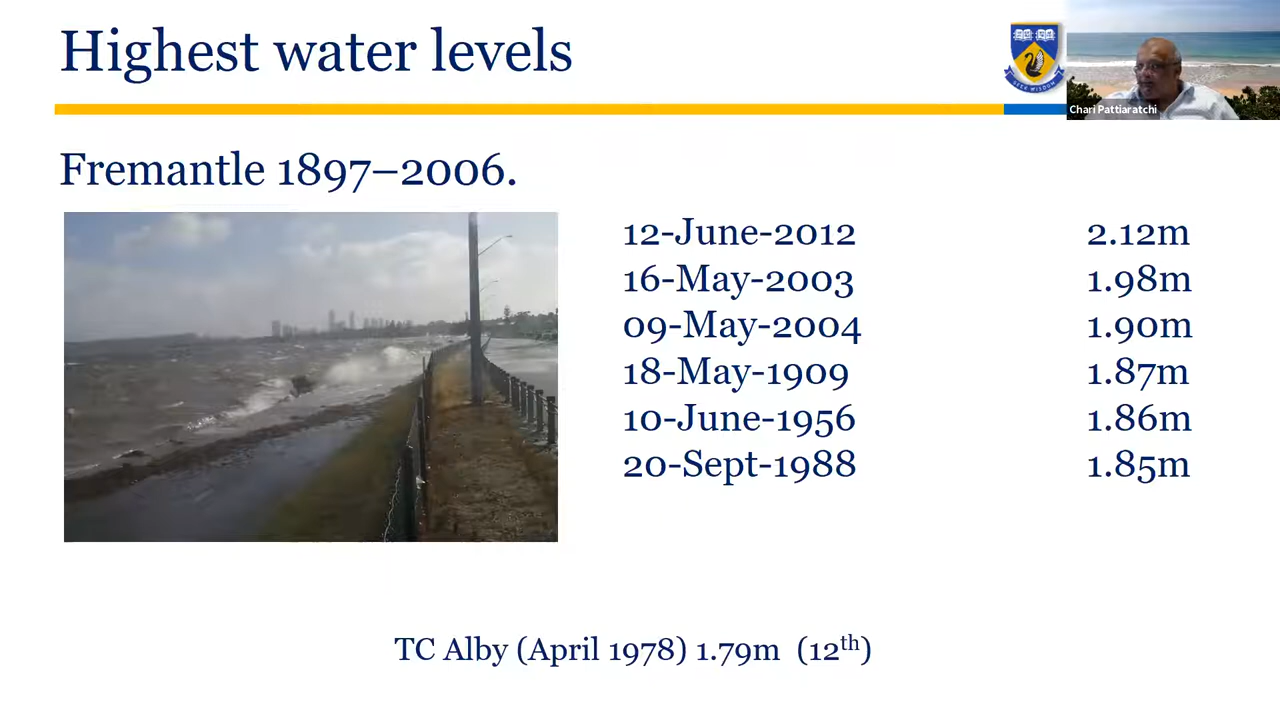 Highest water levels
SEEK WISDOM
Chari Pattiaratchi
Fremantle 1897–2006.
12-June-2012 2.12m
16-May-2003 1.98m
09-May-2004 1.90m
18-May-1909 1.87m
10-June-1956 1.86m
20-Sept-1988 1.85m
TC Alby (April 1978) 1.79m (12th)